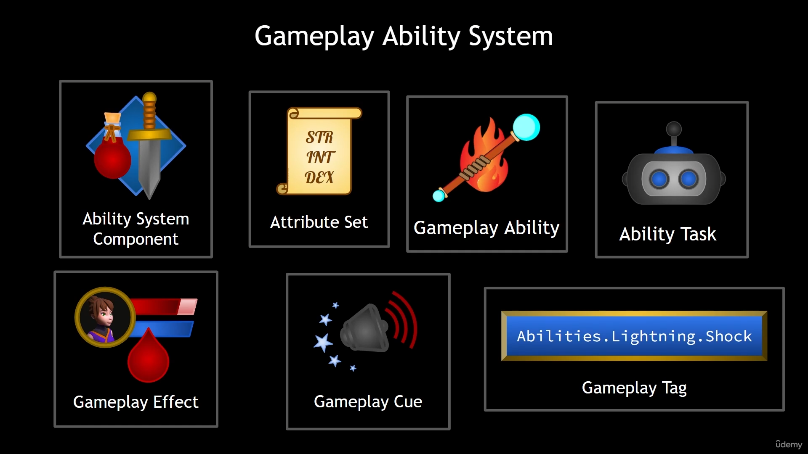 Gameplay Ability System
Ability System
Component
STR
INT
DEX
Attribute Set
Gameplay Ability
Ability Task
Gameplay Effect
Gameplay Cue
Abilities.Lightning.Shock
Gameplay Tag
ûdemy